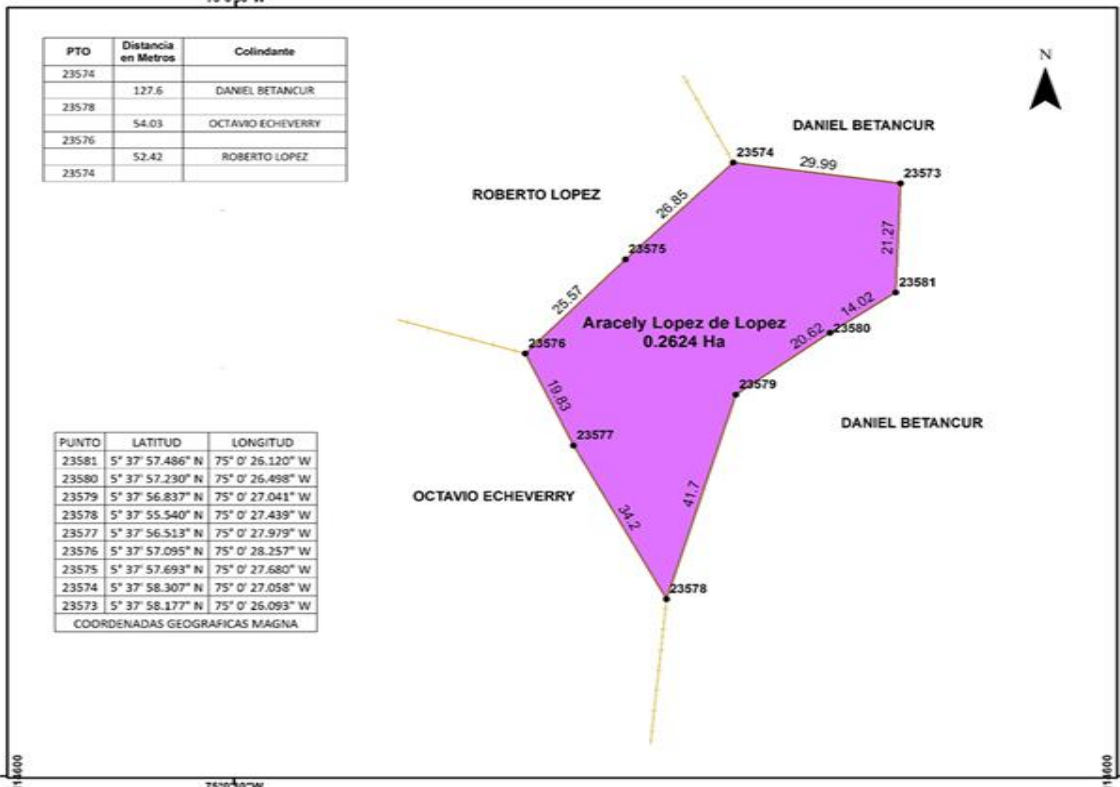 PTO Distancia en Metros Colindante
23574
127.6 DANIEL BETANCUR
23578
54.03 OCTAVIO ECHEVERRY
23576
52.42 ROBERTO LOPEZ
23574
N
DANIEL BETANCUR
23574
29.99
23573
ROBERTO LOPEZ
26.85
21.27
23575
25.57
23581
14.02
Aracely Lopez de Lopez
0.2624 Ha
20.62
23580
23576
19.83
23579
DANIEL BETANCUR
23577
OCTAVIO ECHEVERRY
41.7
34.2
23578
PUNTO LATITUD LONGITUD
23581 5° 37' 57.486" N 75° 0' 26.120" W
23580 5° 37' 57.230" N 75° 0' 26.498" W
23579 5° 37' 56.837" N 75° 0' 27.041" W
23578 5° 37' 55.540" N 75° 0' 27.439" W
23577 5° 37' 56.513" N 75° 0' 27.979" W
23576 5° 37' 57.095" N 75° 0' 28.257" W
23575 5° 37' 57.693" N 75° 0' 27.680" W
23574 5° 37' 58.307" N 75° 0' 27.058" W
23573 5° 37' 58.177" N 75° 0' 26.093" W
COORDENADAS GEOGRAFICAS MAGNA